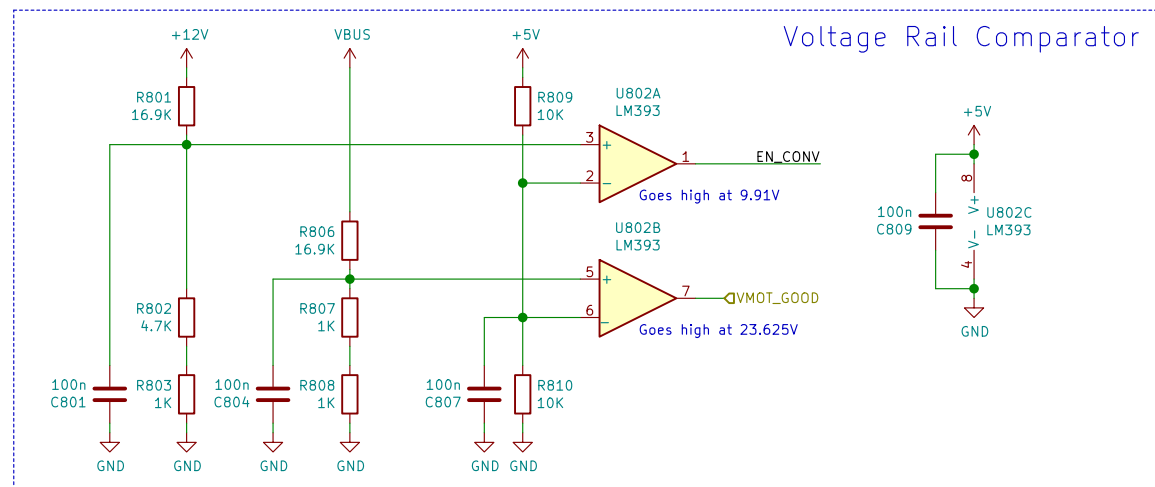 Voltage Rail Comparator
+12V
VBUS
+5V
R801
16.9K
R809
10K
U802A
LM393
3
+
2
-
1
EN_CONV
Goes high at 9.91V
+5V
8
V+
100n
C809
U802C
LM393
V-
4
GND
R806
16.9K
U802B
LM393
5
+
6
-
7
VMOT_GOOD
Goes high at 23.625V
R802
4.7K
R807
1K
100n
C801
R803
1K
100n
C804
R808
1K
100n
C807
R810
10K
GND
GND
GND
GND
GND
GND